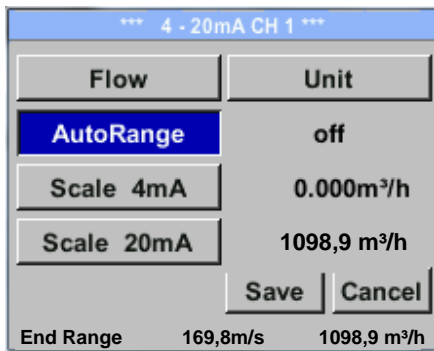 *** 4 - 20mA CH 1 ***
Flow Unit
AutoRange off
Scale 4mA 0.000m³/h
Scale 20mA 1098,9 m³/h
Save Cancel
End Range 169,8m/s 1098,9 m³/h